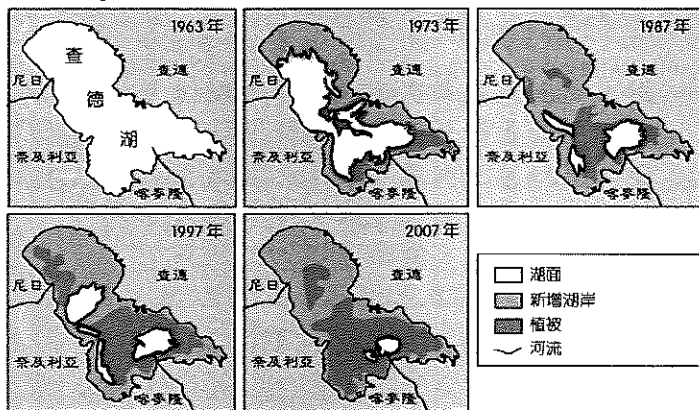 1963年
查
德
湖
尼日
查德
奈及利亞
喀麥隆
1973年
尼日
查德
奈及利亞
喀麥隆
1987年
尼日
查德
奈及利亞
喀麥隆
1997年
尼日
查德
奈及利亞
喀麥隆
2007年
尼日
查德
奈及利亞
喀麥隆
湖面
新增湖岸
植被
河流